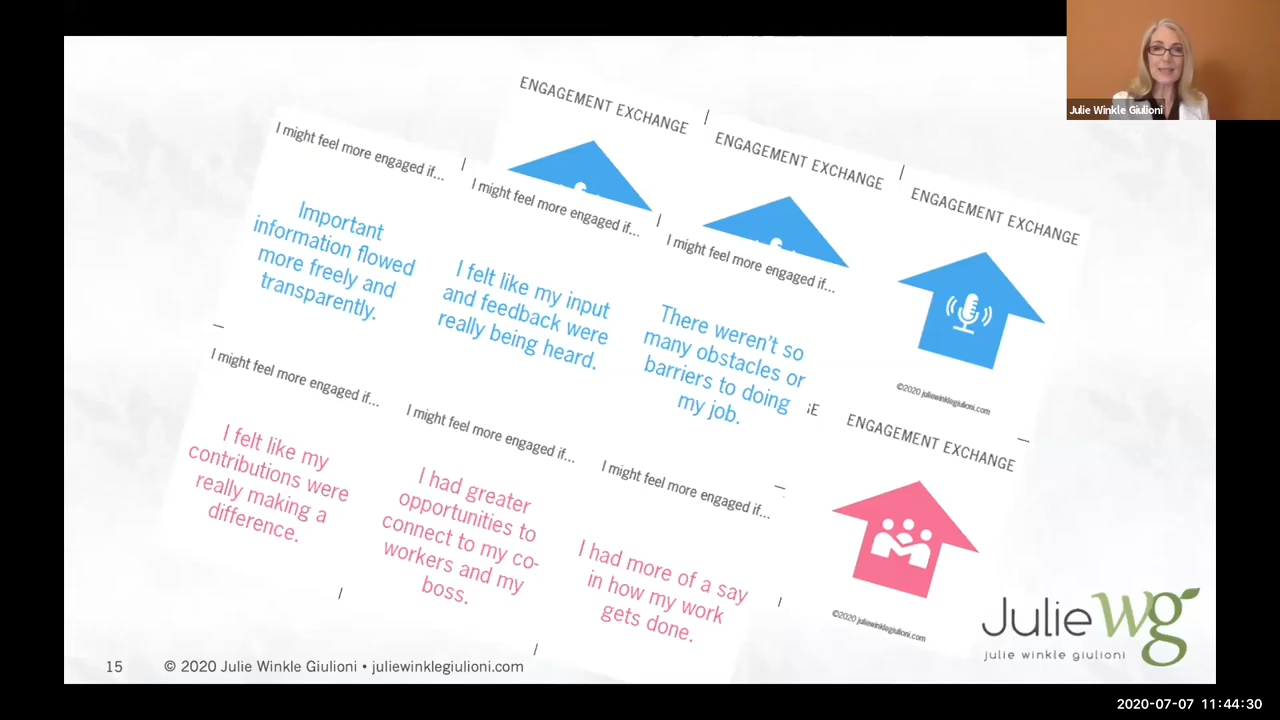 Julie Winkle Giulioni
ENGAGEMENT EXCHANGE
ENGAGEMENT EXCHANGE
ENGAGEMENT EXCHANGE
I might feel more engaged if...
I might feel more engaged if...
I might feel more engaged if...
Important
information flowed
more freely and
transparently.
I felt like my input
and feedback were
really being heard.
There weren't so
many obstacles or
barriers to doing
my job.
©2020 juliewinklegiulioni.com
GE
ENGAGEMENT EXCHANGE
I might feel more engaged if...
I might feel more engaged if...
I might feel more engaged if...
I felt like my
contributions were
really making a
difference.
I had greater
opportunities to
connect to my co-
workers and my
boss.
I had more of a say
in how my work
gets done.
©2020 juliewinklegiulioni.com
Julie Wg
julie winkle giulioni
15 © 2020 Julie Winkle Giulioni • juliewinklegiulioni.com
2020-07-07 11:44:30